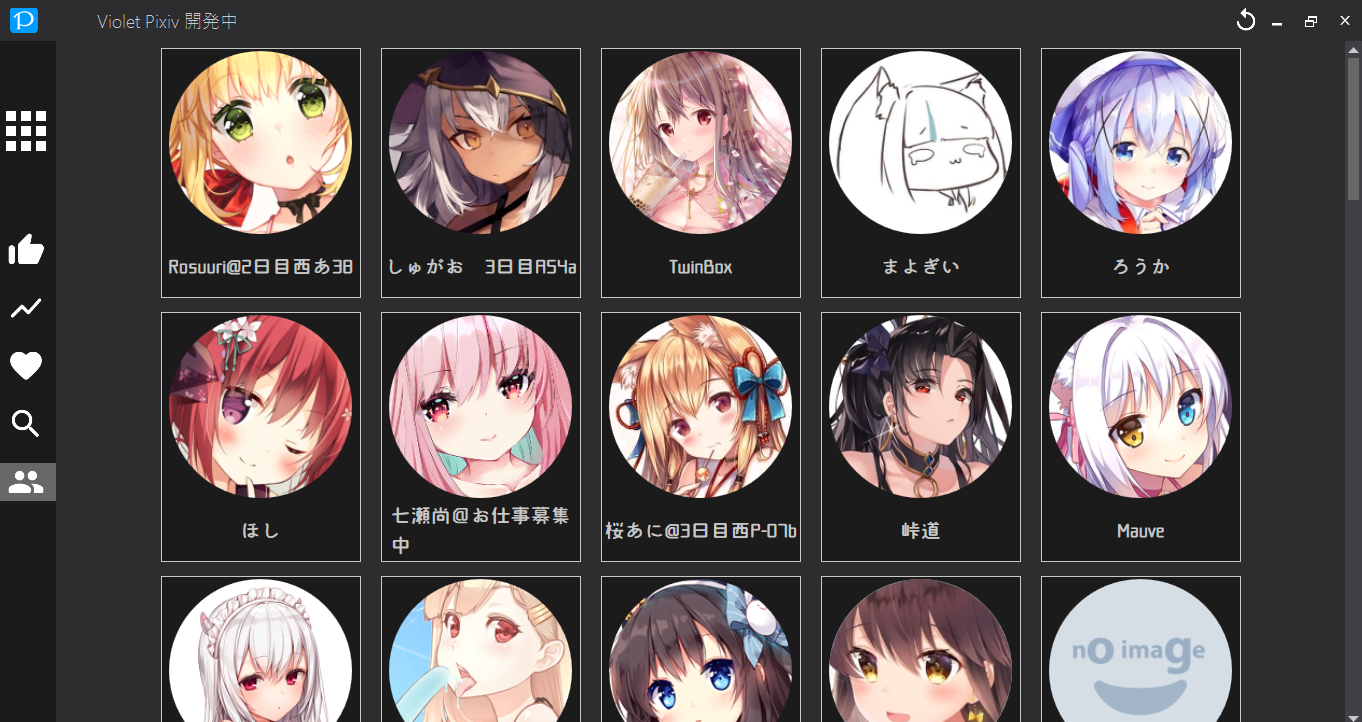 Violet Pixiv 開発中
Rosuuri@2日目西あ38
しゅがお　3日目A54a
TwinBox
まよぎい
ろうか
ほし
七瀬尚@お仕事募集
中
桜あに@3日目西P-07b
峠道
Mauve
no image